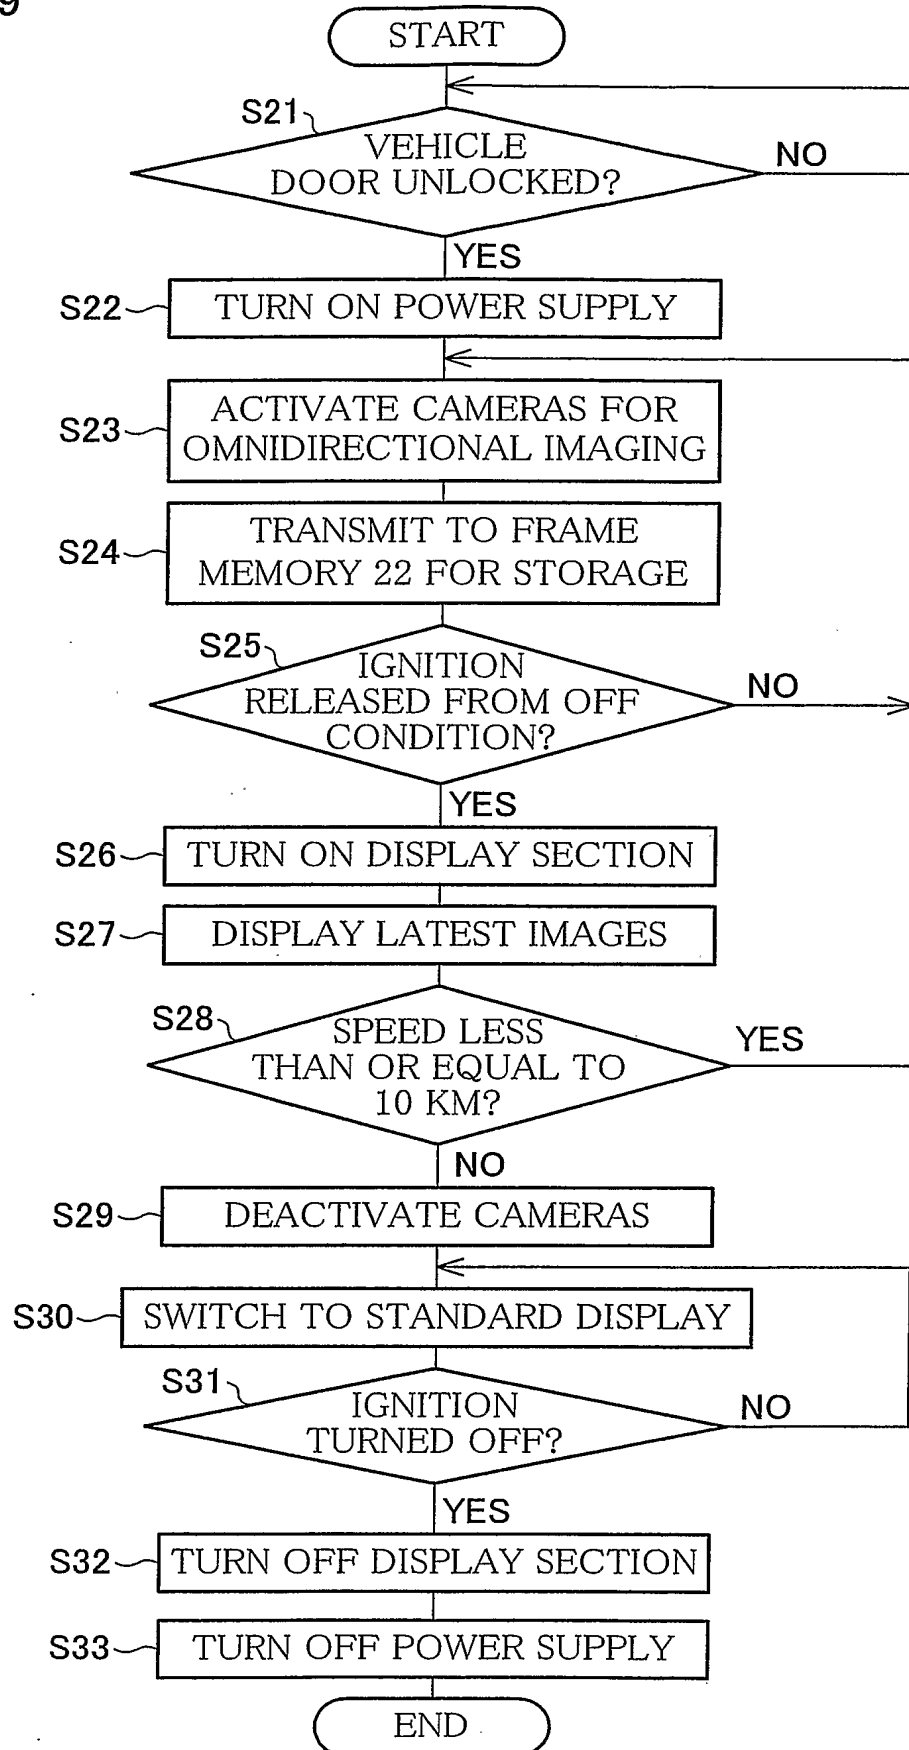 9
START
S21
VEHICLE
DOOR UNLOCKED?
NO
YES
S22
TURN ON POWER SUPPLY
S23
ACTIVATE CAMERAS FOR
OMNIDIRECTIONAL IMAGING
S24
TRANSMIT TO FRAME
MEMORY 22 FOR STORAGE
S25
IGNITION
RELEASED FROM OFF
CONDITION?
NO
YES
S26
TURN ON DISPLAY SECTION
S27
DISPLAY LATEST IMAGES
S28
SPEED LESS
THAN OR EQUAL TO
10 KM?
YES
NO
S29
DEACTIVATE CAMERAS
S30
SWITCH TO STANDARD DISPLAY
S31
IGNITION
TURNED OFF?
NO
YES
S32
TURN OFF DISPLAY SECTION
S33
TURN OFF POWER SUPPLY
END